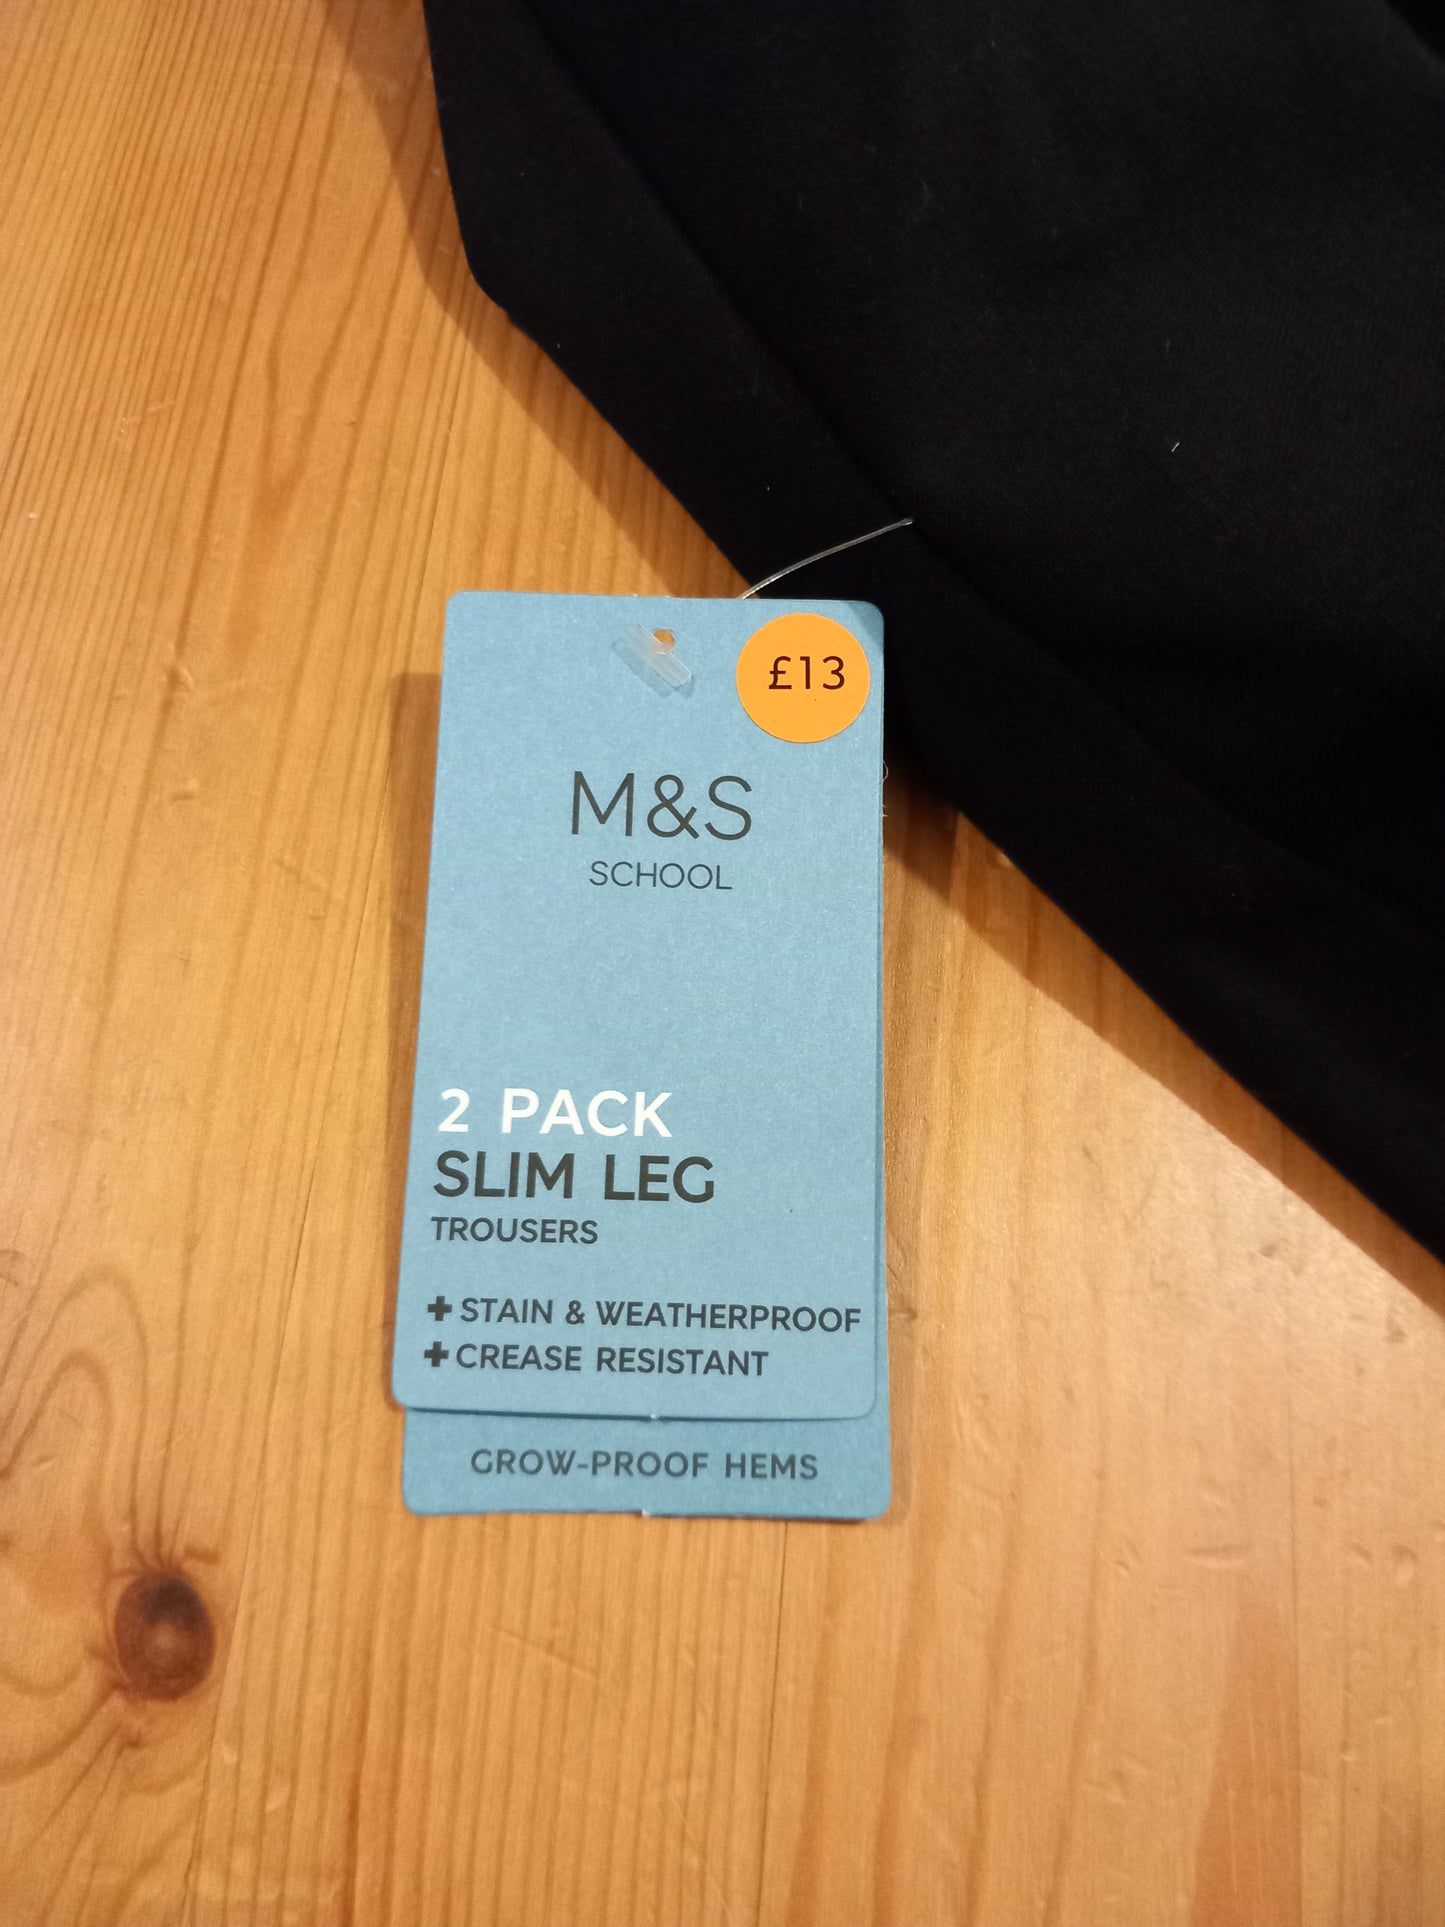 £13
M&S
SCHOOL
2 PACK
SLIM LEG
TROUSERS
+ STAIN & WEATHERPROOF
+ CREASE RESISTANT
GROW-PROOF HEMS